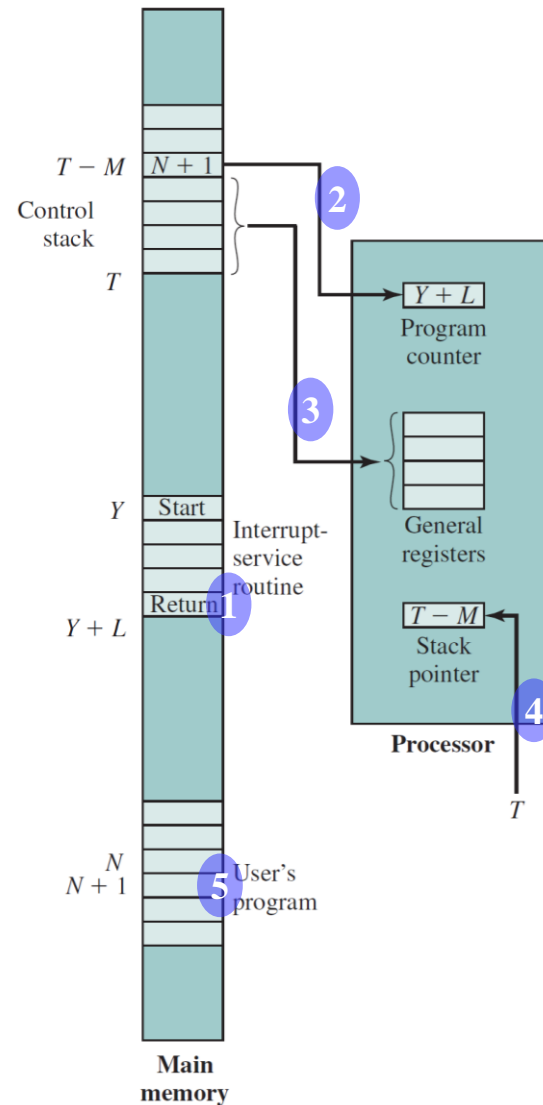 T − M
N + 1
2
Control
stack
T
Y + L
Program
counter
3
Y
Start
Interrupt-
service
routine
General
registers
Return
1
Y + L
T − M
Stack
pointer
4
Processor
T
N
N + 1
5
User's
program
Main
memory